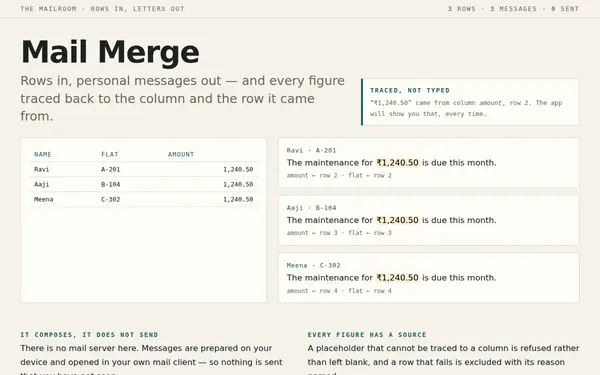 THE MAILROOM · ROWS IN, LETTERS OUT
3 ROWS · 3 MESSAGES · 0 SENT
Mail Merge
Rows in, personal messages out — and every figure
traced back to the column and the row it came
from.
TRACED, NOT TYPED
“₹1,240.50” came from column amount, row 2. The app
will show you that, every time.
NAME FLAT AMOUNT
Ravi A-201 1,240.50
Aaji B-104 1,240.50
Meena C-302 1,240.50
Ravi · A-201
The maintenance for ₹1,240.50 is due this month.
amount ← row 2 · flat ← row 2
Aaji · B-104
The maintenance for ₹1,240.50 is due this month.
amount ← row 3 · flat ← row 3
Meena · C-302
The maintenance for ₹1,240.50 is due this month.
amount ← row 4 · flat ← row 4
IT COMPOSES, IT DOES NOT SEND
There is no mail server here. Messages are prepared on your
device and opened in your own mail client — so nothing is sent
that you have not seen.
EVERY FIGURE HAS A SOURCE
A placeholder that cannot be traced to a column is refused rather
than left blank, and a row that fails is excluded with its reason
named.